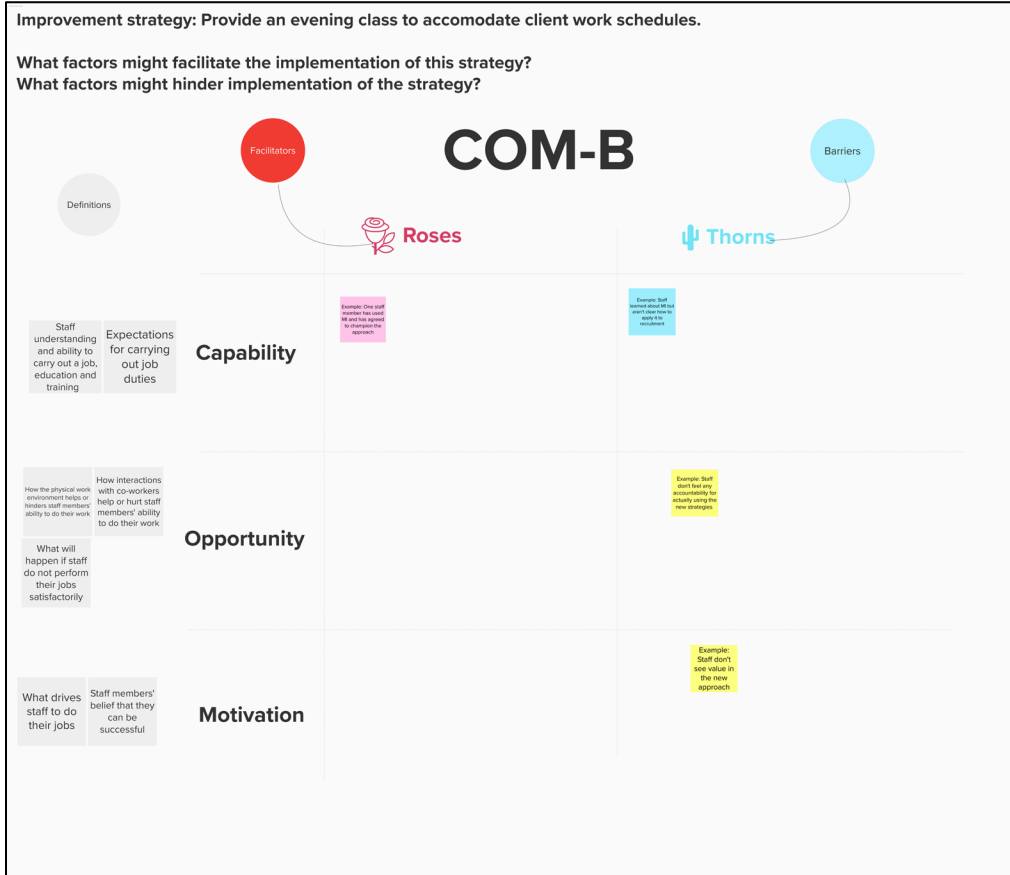 Improvement strategy: Provide an evening class to accomodate client work schedules.
What factors might facilitate the implementation of this strategy?
What factors might hinder implementation of the strategy?
Facilitators
COM-B
Barriers
Definitions
Roses
Thorns
Staff
understanding
and ability to
carry out a job,
education and
training
Expectations
for carrying
out job
duties
Capability
Example: One staff
member has used
MI and has agreed
to champion the
approach
Example: Staff
learned about MI but
aren't clear how to
apply it to
recruitment
How the physical work
environment helps or
hinders staff members'
ability to do their work
How interactions
with co-workers
help or hurt staff
members' ability
to do their work
What will
happen if staff
do not perform
their jobs
satisfactorily
Opportunity
Example: Staff
don't feel any
accountability for
actually using the
new strategies
What drives
staff to do
their jobs
Staff members'
belief that they
can be
successful
Motivation
Example:
Staff don't
see value in
the new
approach